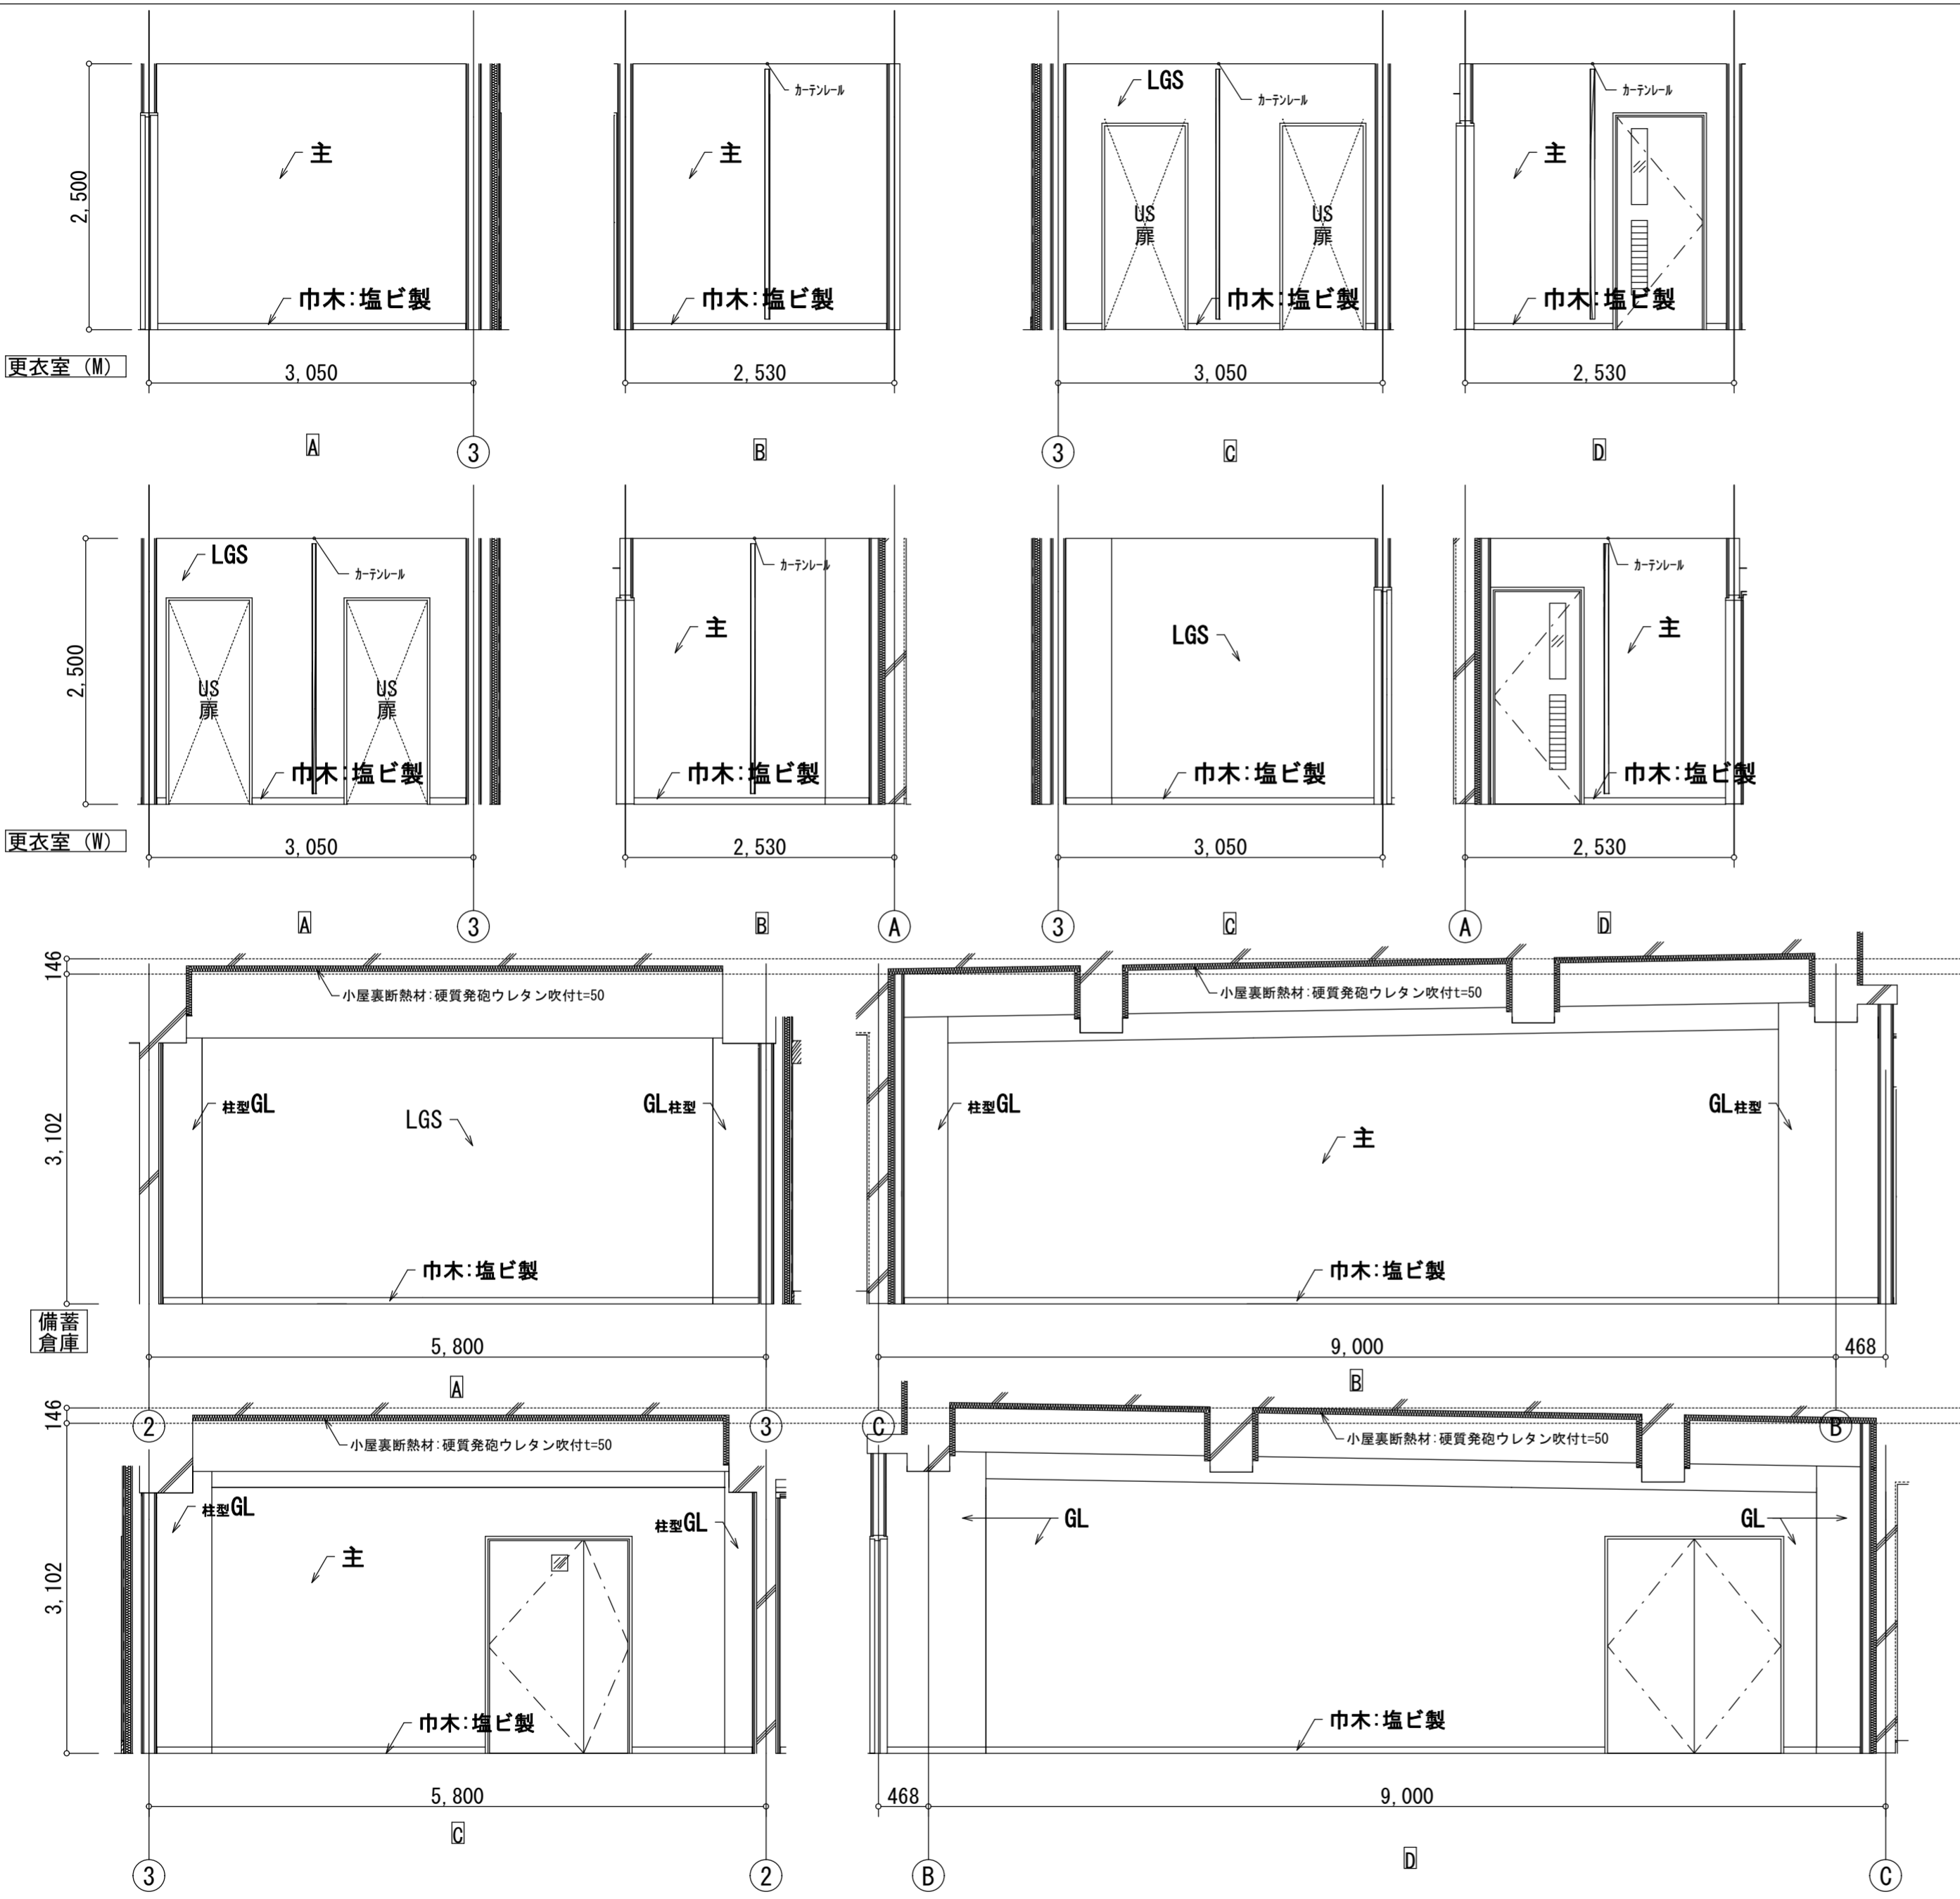 LGS
カーテンレール
カーテンレール
カーテンレール
主
主
主
2,500
US
扉
US
扉
巾木:塩ビ製
巾木:塩ビ製
巾木:塩ビ製
巾木:塩ビ製
更衣室 (M)
3,050
2,530
3,050
2,530
A
B
C
D
3
3
LGS
カーテンレール
カーテンレール
カーテンレール
主
LGS
主
2,500
US
扉
US
扉
巾木:塩ビ製
巾木:塩ビ製
巾木:塩ビ製
巾木:塩ビ製
更衣室 (W)
3,050
2,530
3,050
2,530
A
B
C
D
3
A
3
A
146
小屋裏断熱材:硬質発砲ウレタン吹付t=50
小屋裏断熱材:硬質発砲ウレタン吹付t=50
柱型GL
GL柱型
柱型GL
GL柱型
LGS
主
3,102
巾木:塩ビ製
巾木:塩ビ製
備蓄
倉庫
5,800
9,000
468
A
B
2
3
C
B
146
小屋裏断熱材:硬質発砲ウレタン吹付t=50
小屋裏断熱材:硬質発砲ウレタン吹付t=50
柱型GL
柱型GL
GL
GL
主
3,102
巾木:塩ビ製
巾木:塩ビ製
5,800
468
9,000
C
D
3
2
B
C